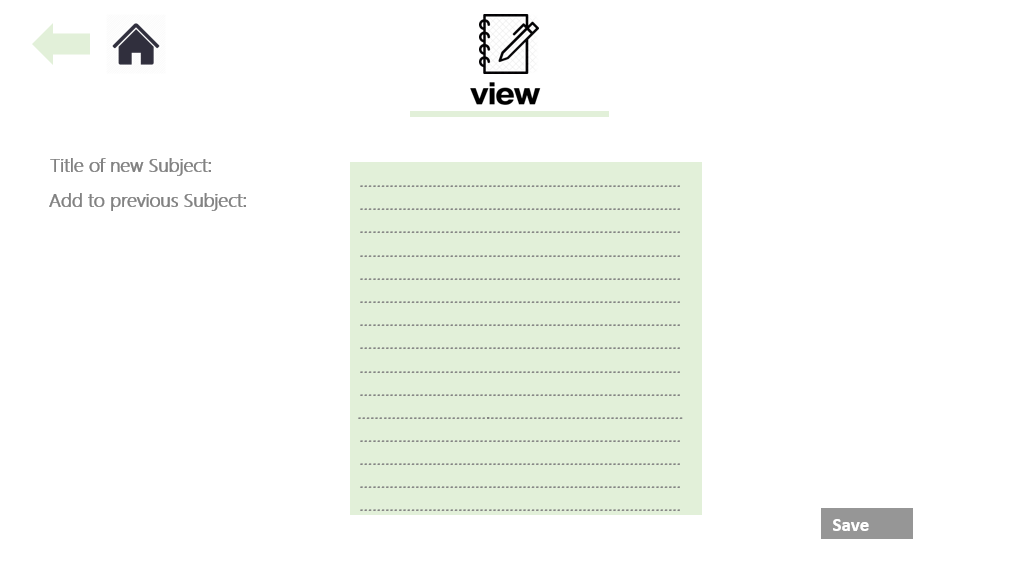 view
Title of new Subject:
Add to previous Subject:
Save